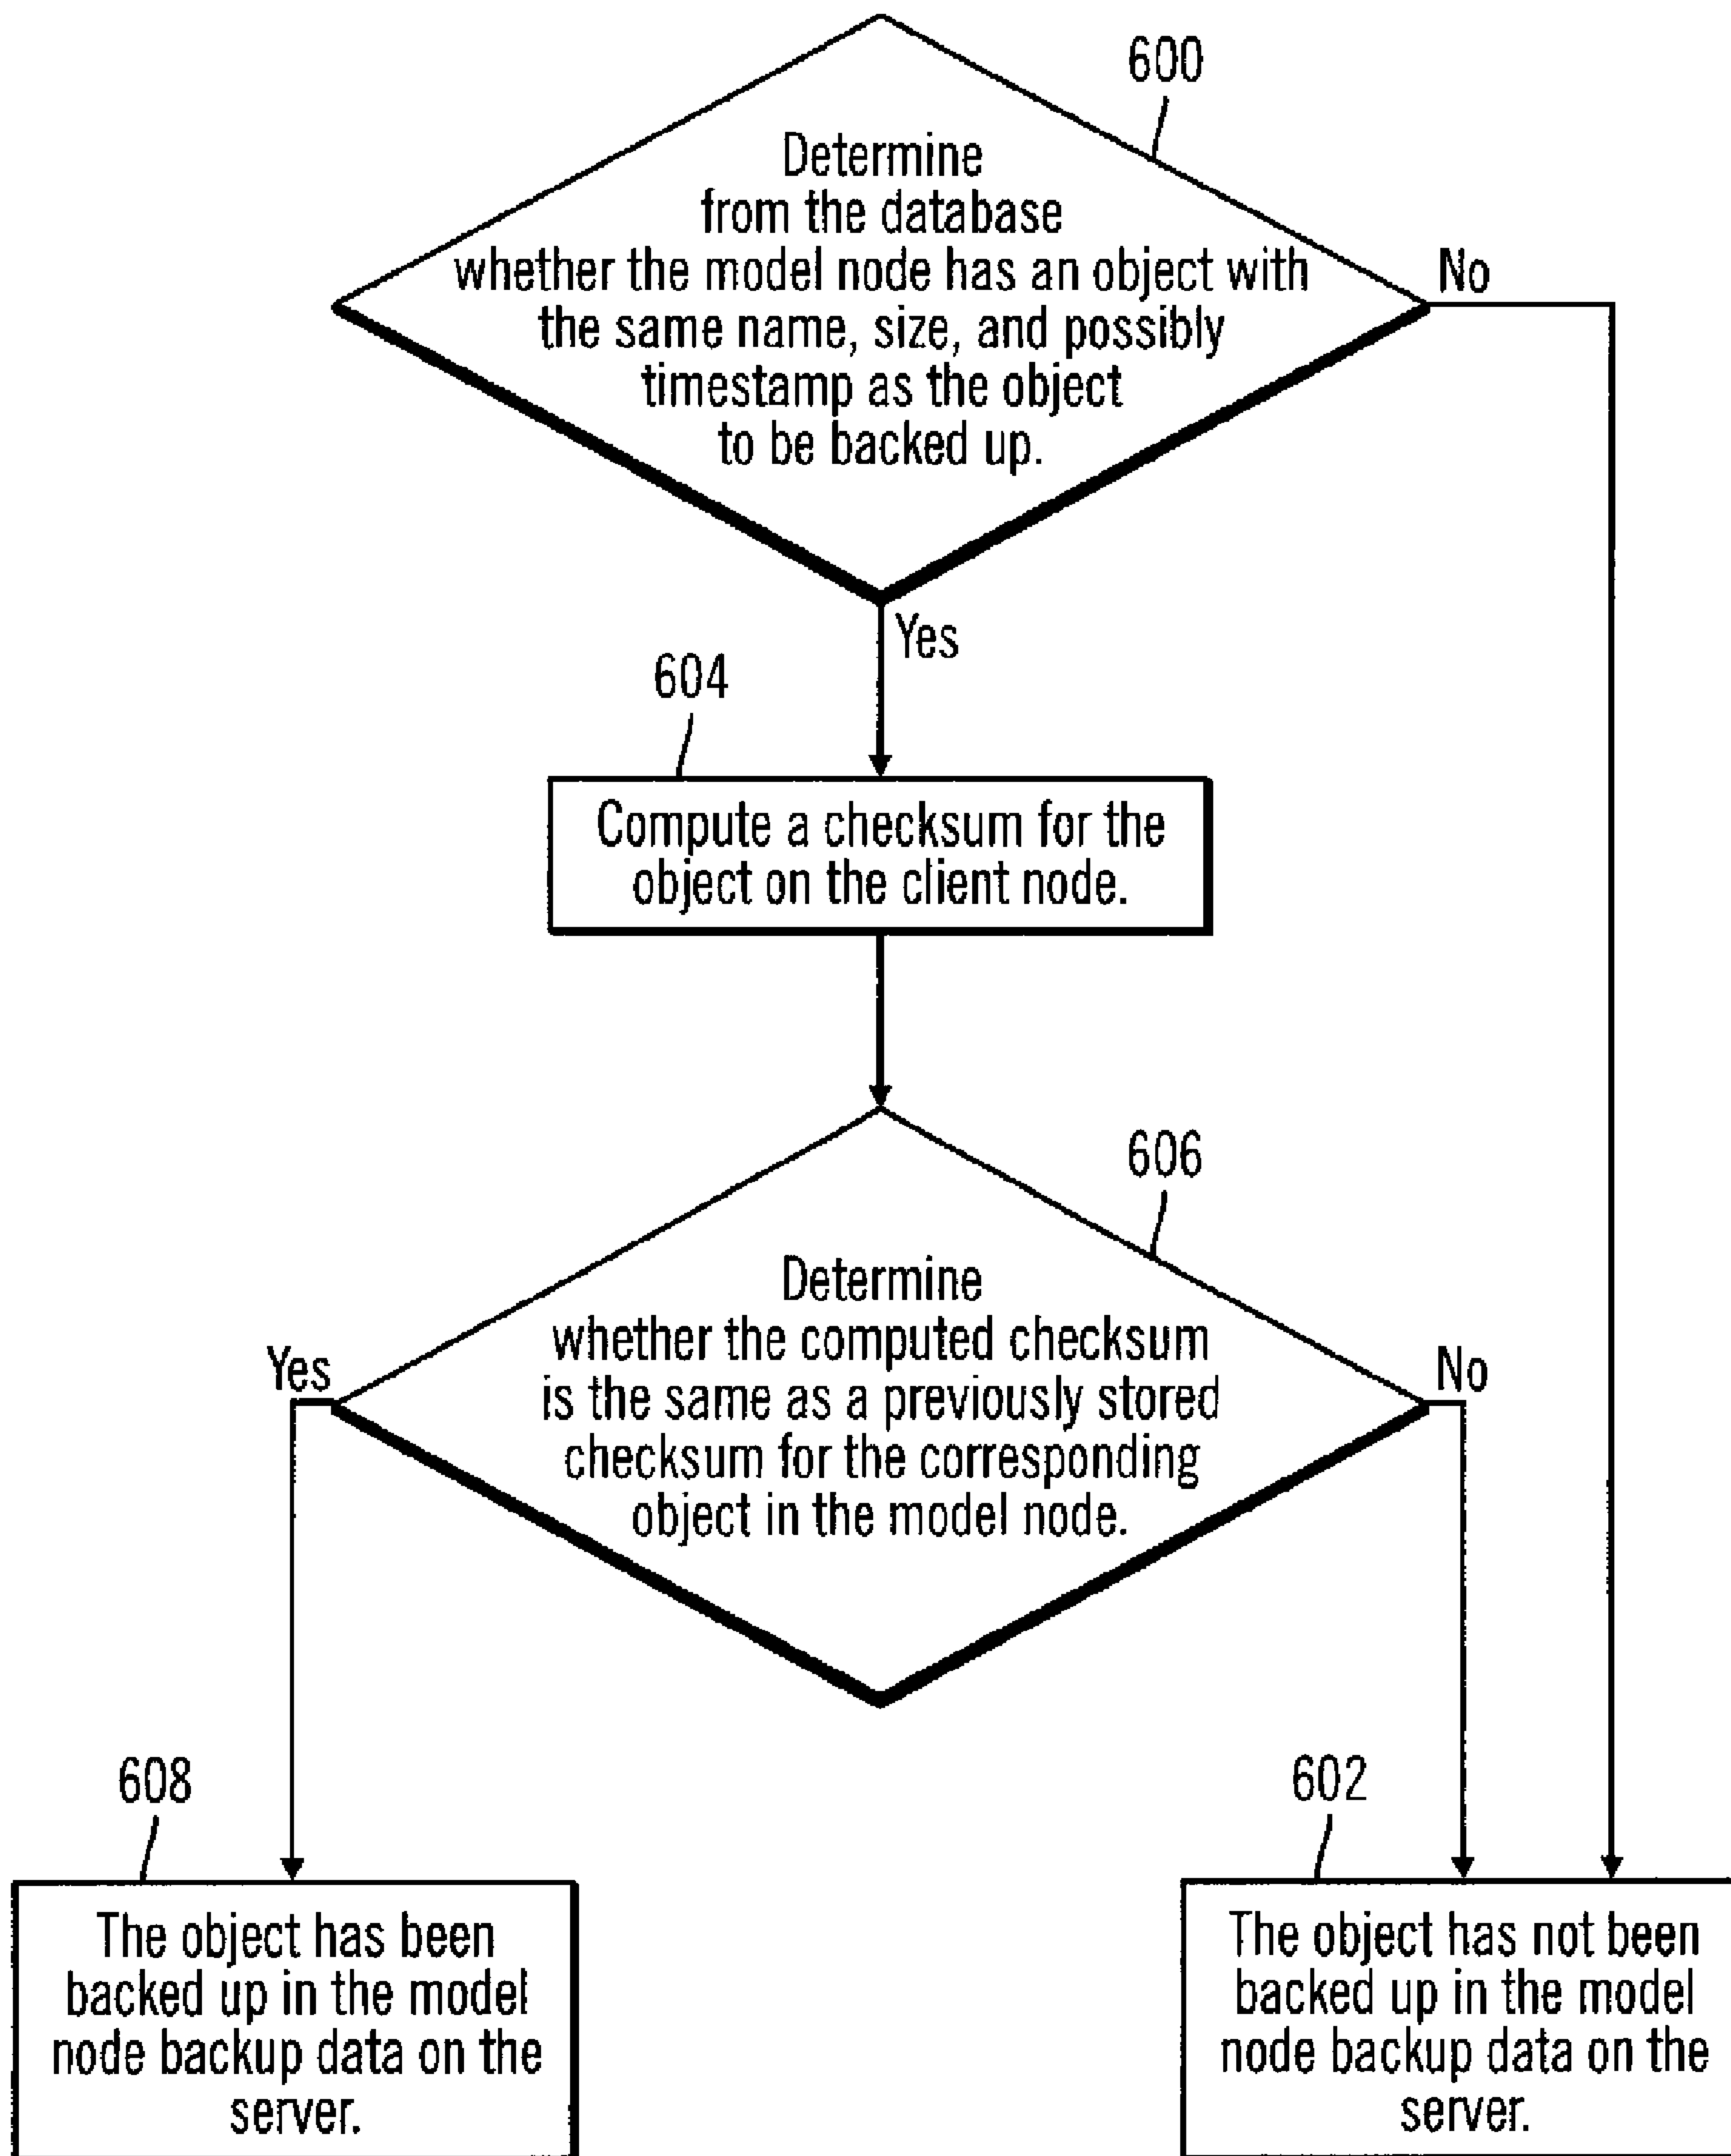 600
Determine
from the database
whether the model node has an object with
the same name, size, and possibly
timestamp as the object
to be backed up.
No
Yes
604
Compute a checksum for the
object on the client node.
606
Determine
whether the computed checksum
is the same as a previously stored
checksum for the corresponding
object in the model node.
Yes
No
608
The object has been
backed up in the model
node backup data on the
server.
602
The object has not been
backed up in the model
node backup data on the
server.